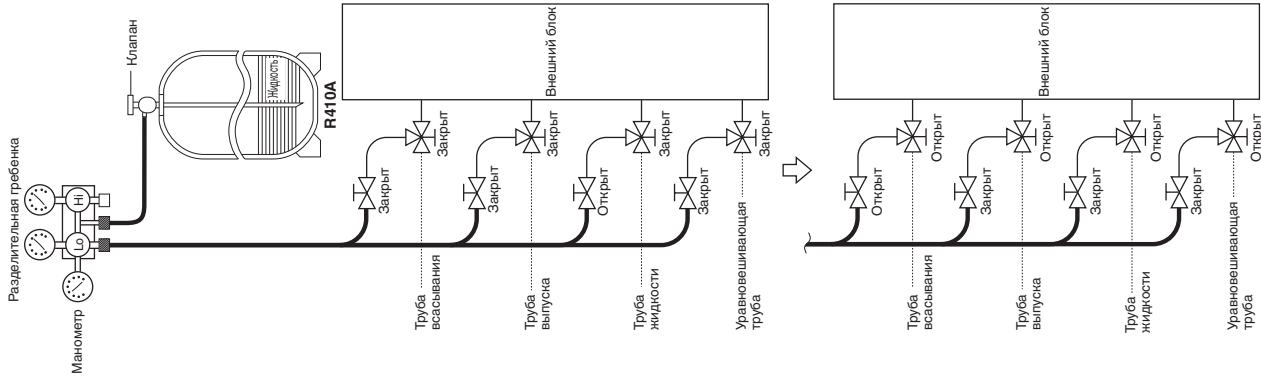 Разделительная гребенка
Манометр
Lo
Hi
Клапан
Жидкость
R410A
Внешний блок
Закрыт
Закрыт
Закрыт
Закрыт
Закрыт
Закрыт
Открыт
Закрыт
Труба
всасывания
Труба
выпуска
Труба
жидкости
Уравновешивающая
труба
Внешний блок
Открыт
Открыт
Открыт
Открыт
Открыт
Закрыт
Закрыт
Закрыт
Труба
всасывания
Труба
выпуска
Труба
жидкости
Уравновешивающая
труба